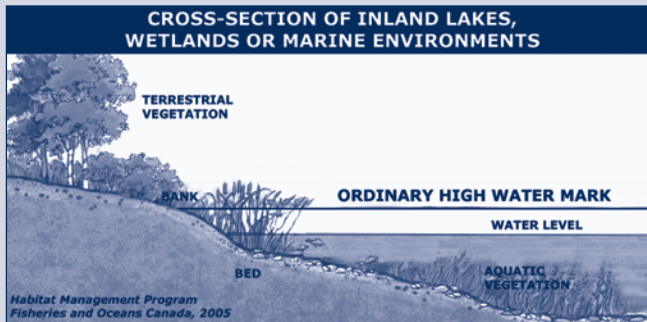 CROSS-SECTION OF INLAND LAKES,
WETLANDS OR MARINE ENVIRONMENTS
TERRESTRIAL
VEGETATION
BANK
ORDINARY HIGH WATER MARK
WATER LEVEL
BED
AQUATIC
VEGETATION
Habitat Management Program
Fisheries and Oceans Canada, 2005